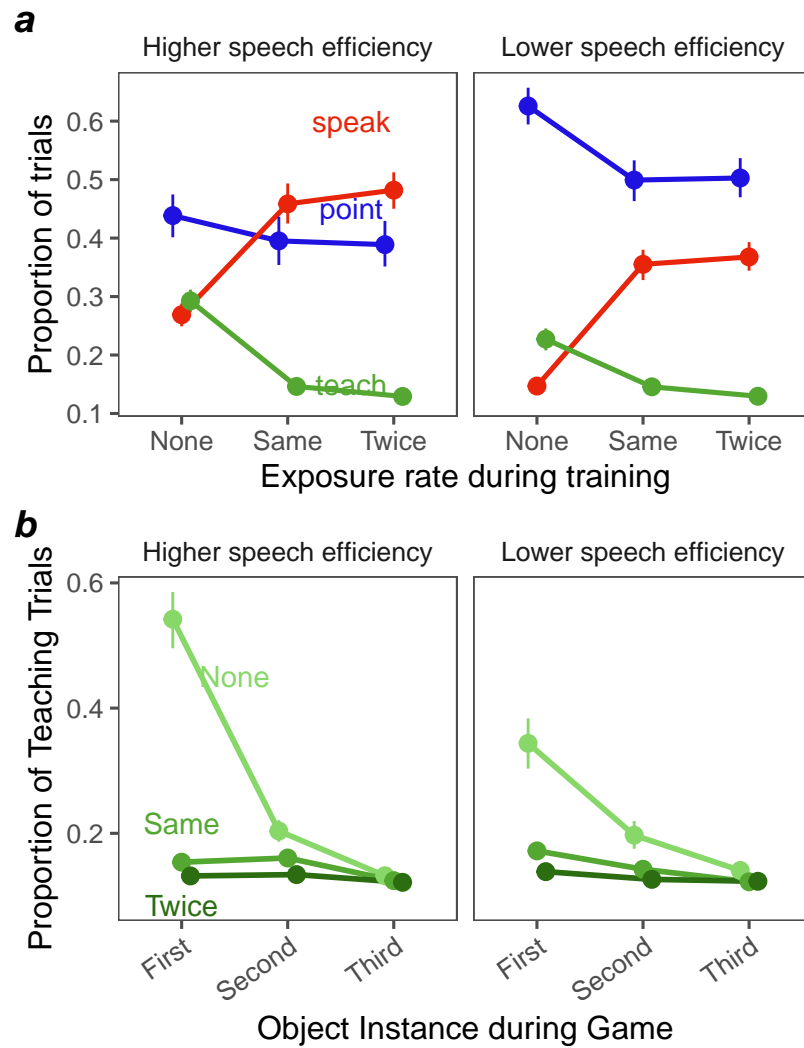 a
Higher speech efficiency
Lower speech efficiency
Proportion of trials
0.6
0.5
0.4
0.3
0.2
0.1
speak
point
teach
None
Same
Twice
None
Same
Twice
Exposure rate during training
b
Higher speech efficiency
Lower speech efficiency
Proportion of Teaching Trials
0.6
0.4
0.2
None
Same
Twice
First
Second
Third
First
Second
Third
Object Instance during Game